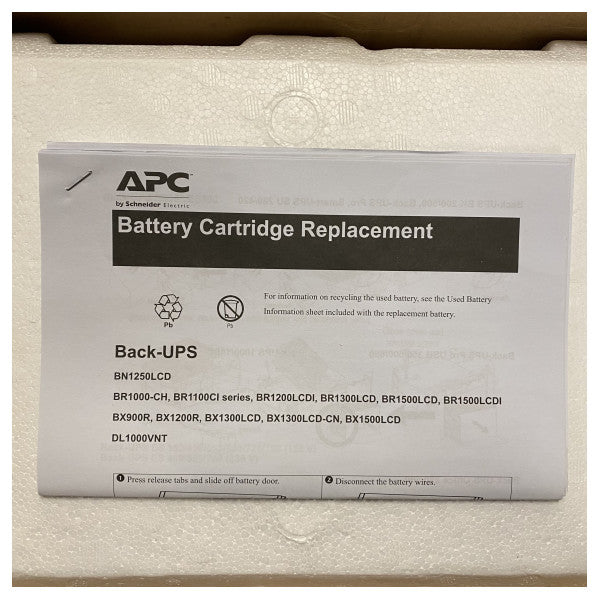 APC
by Schneider Electric
Battery Cartridge Replacement
For information on recycling the used battery, see the Used Battery
Information sheet included with the replacement battery.
Pb
Pb
Back-UPS
BN1250LCD
BR1000-CH, BR1100CI series, BR1200LCDI, BR1300LCD, BR1500LCD, BR1500LCDI
BX900R, BX1200R, BX1300LCD, BX1300LCD-CN, BX1500LCD
DL1000VNT
1 Press release tabs and slide off battery door.
2 Disconnect the battery wires.